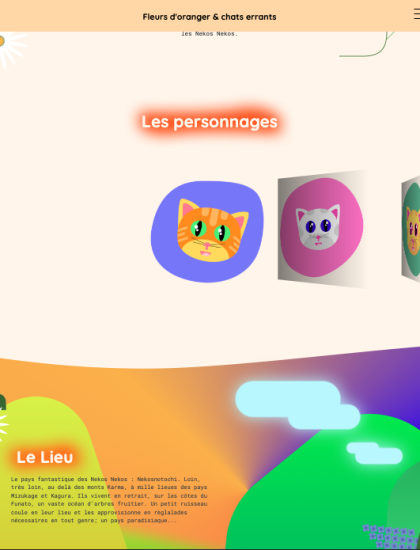 Fleurs d'oranger & chats errants
les Nekos Nekos.
Les personnages
Le Lieu
Le pays fantastique des Nekos Nekos : Nekosnotochi. Loin,
trés loin, au delà des monts Karma, à mille lieues des pays
Mizukage et Kagura. Ils vivent en retrait, sur les côtes du
Funato, un vaste océan d'arbres fruitier. Un petit ruisseau
coule en leur lieu et les approvisionne en réglalades
nécessaires en tout genre; un pays paradisiaque...